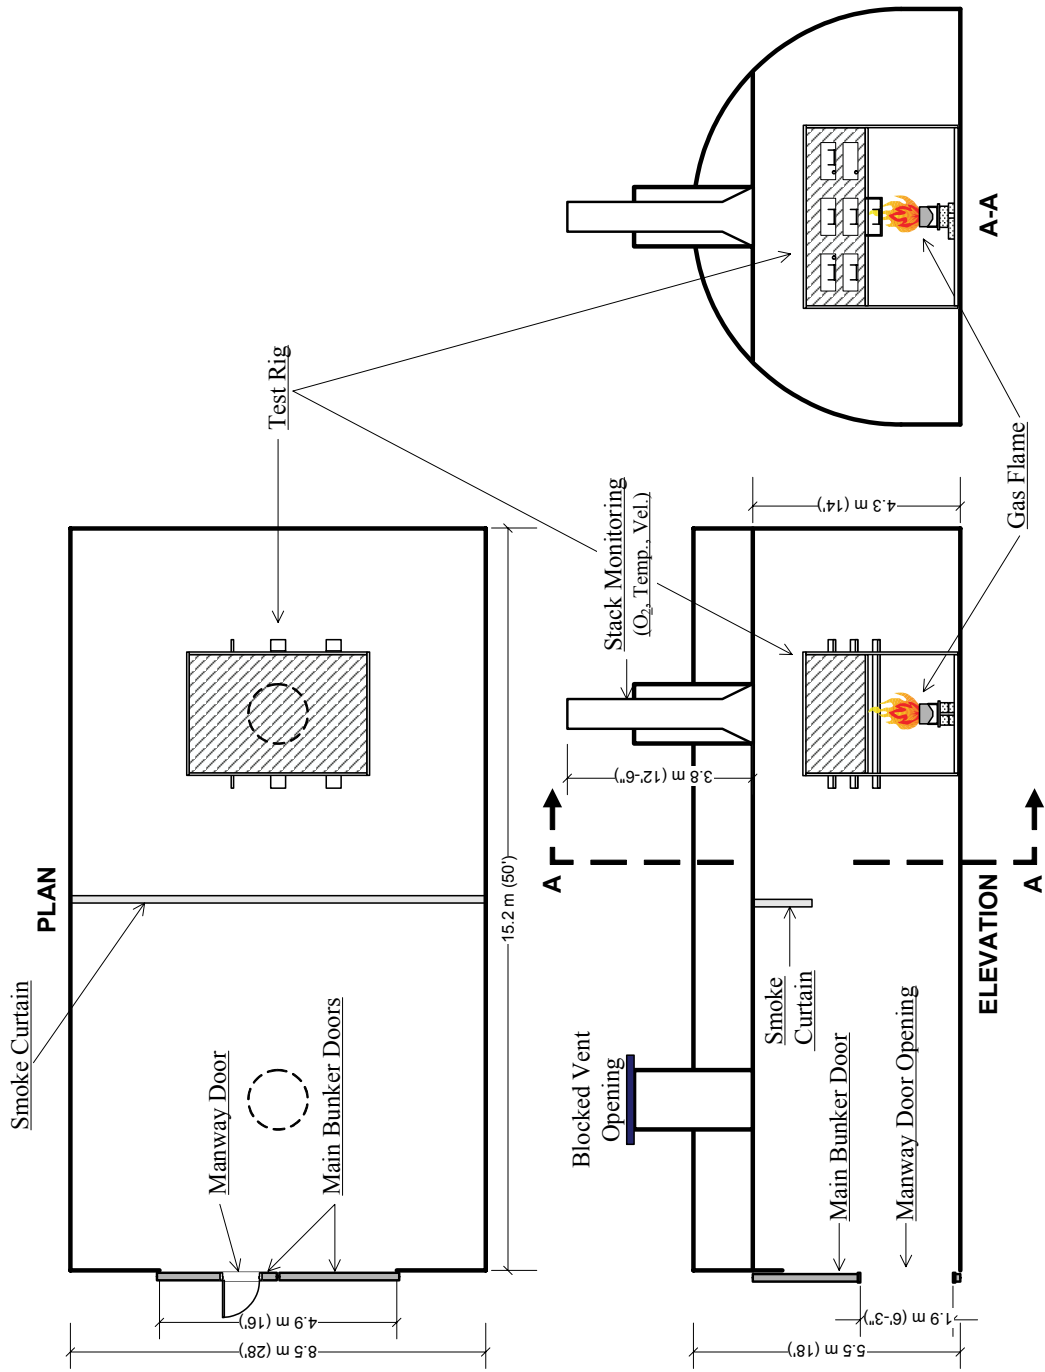 PLAN
Smoke Curtain
Manway Door
Main Bunker Doors
4.9 m (16')
8.5 m (28')
15.2 m (50')
Test Rig
Blocked Vent
Opening
Stack Monitoring
(O2, Temp., Vel.)
3.8 m (12'-6")
A
A
Smoke
Curtain
Main Bunker Door
Manway Door Opening
ELEVATION
1.9 m (6'-3")
5.5 m (18')
4.3 m (14')
Gas Flame
A-A